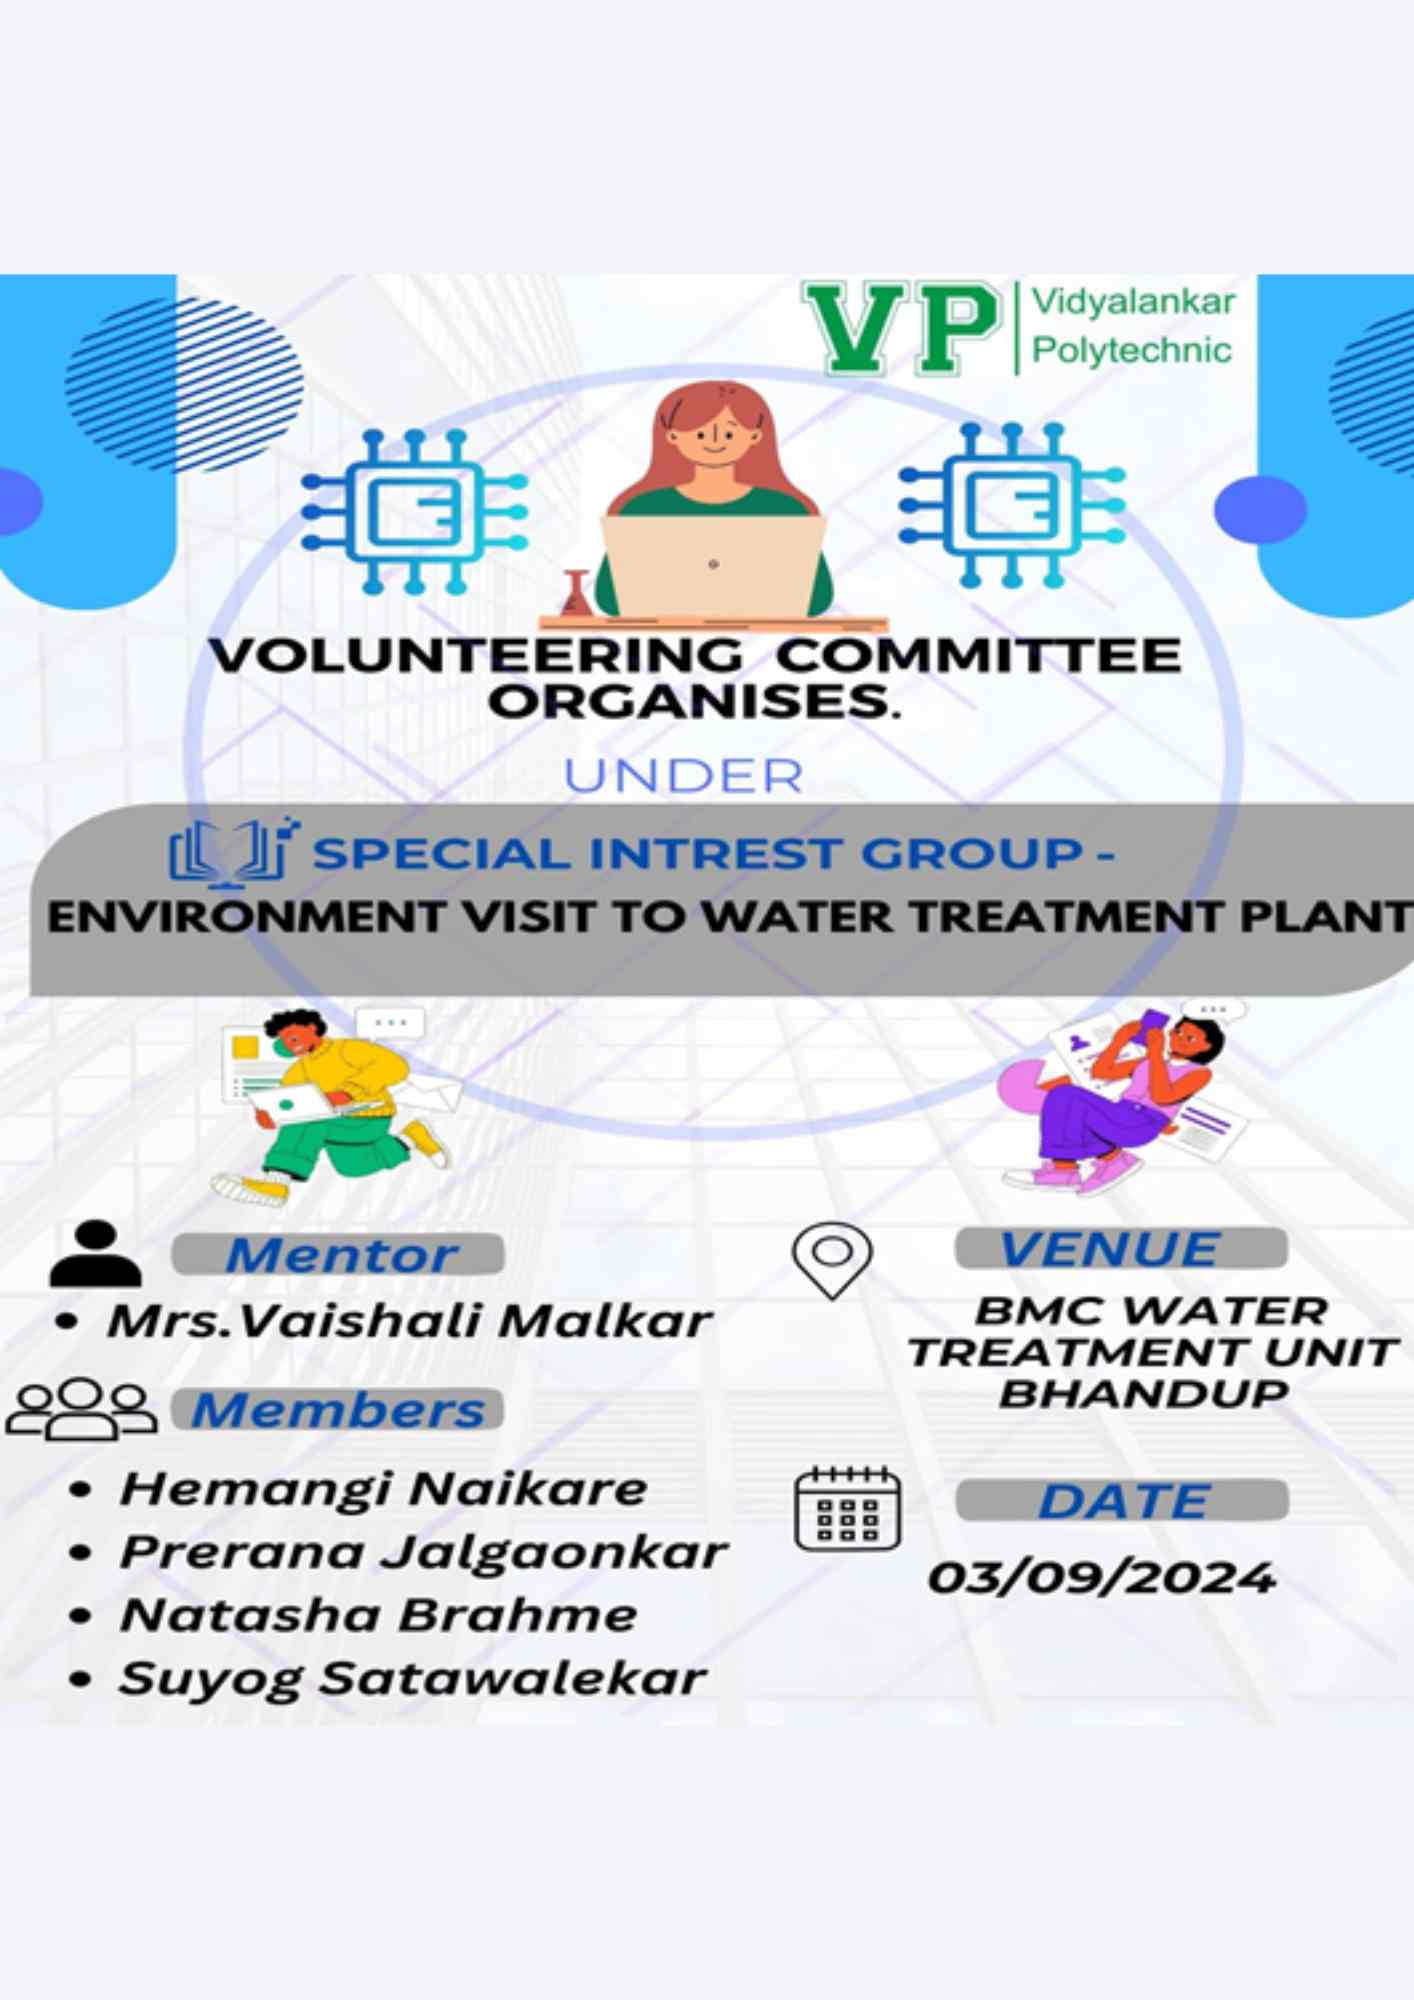 VP
Vidyalankar
Polytechnic
VOLUNTEERING COMMITTEE
ORGANISES.
UNDER
SPECIAL INTREST GROUP -
ENVIRONMENT VISIT TO WATER TREATMENT PLANT
Mentor
• Mrs.Vaishali Malkar
Members
• Hemangi Naikare
• Prerana Jalgaonkar
• Natasha Brahme
• Suyog Satawalekar
VENUE
BMC WATER
TREATMENT UNIT
BHANDUP
DATE
03/09/2024